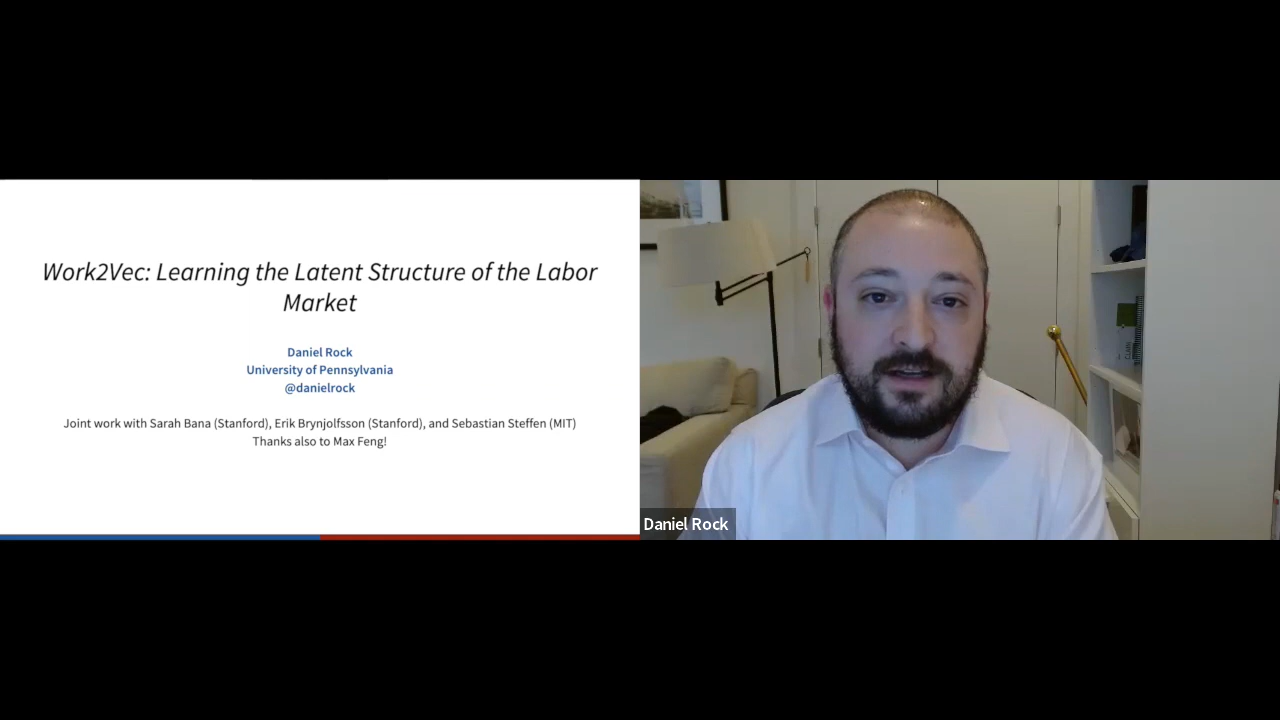 Work2Vec: Learning the Latent Structure of the Labor
Market
Daniel Rock
University of Pennsylvania
@danielrock
Joint work with Sarah Bana (Stanford), Erik Brynjolfsson (Stanford), and Sebastian Steffen (MIT)
Thanks also to Max Feng!
Daniel Rock